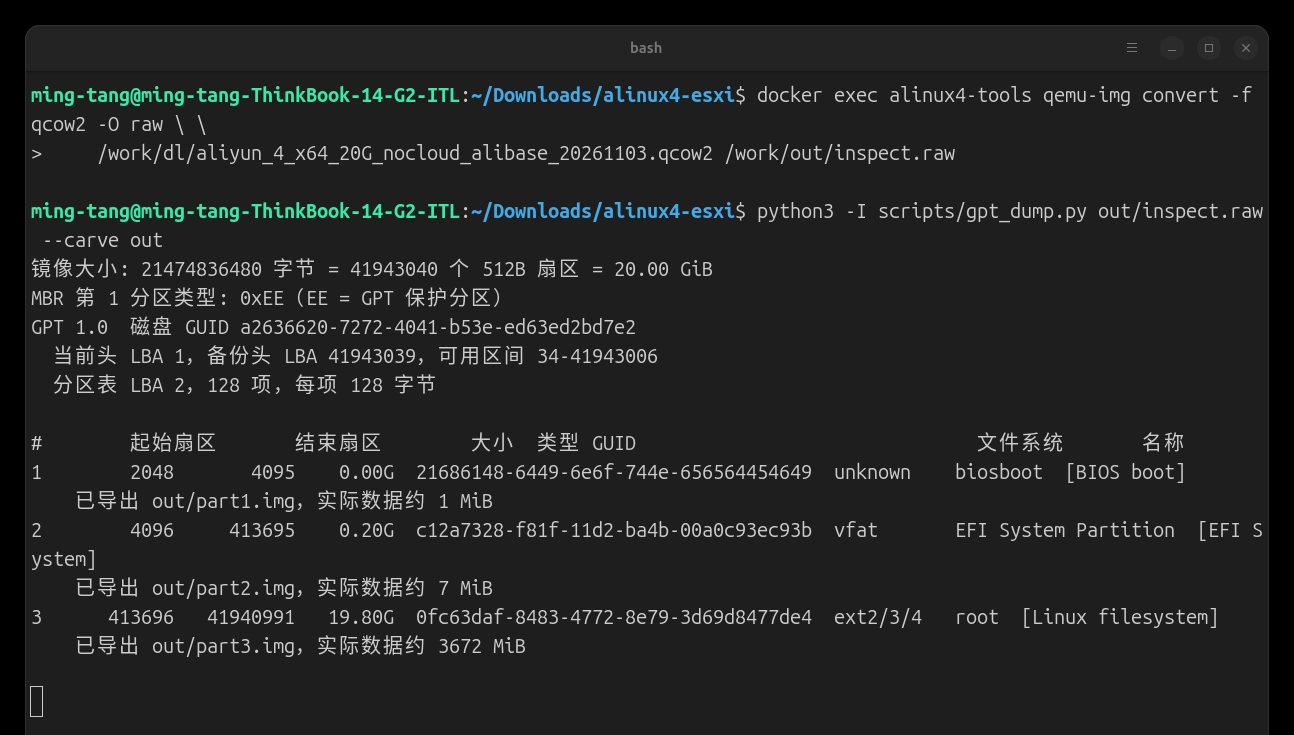 bash
ming-tang@ming-tang-ThinkBook-14-G2-ITL:~/Downloads/alinux4-esxi$ docker exec alinux4-tools qemu-img convert -f
qcow2 -O raw \ \
>     /work/dl/aliyun_4_x64_20G_nocloud_alibase_20261103.qcow2 /work/out/inspect.raw
ming-tang@ming-tang-ThinkBook-14-G2-ITL:~/Downloads/alinux4-esxi$ python3 -I scripts/gpt_dump.py out/inspect.raw
 --carve out
镜像大小: 21474836480 字节 = 41943040 个 512B 扇区 = 20.00 GiB
MBR 第 1 分区类型: 0xEE（EE = GPT 保护分区）
GPT 1.0  磁盘 GUID a2636620-7272-4041-b53e-ed63ed2bd7e2
  当前头 LBA 1，备份头 LBA 41943039，可用区间 34-41943006
  分区表 LBA 2，128 项，每项 128 字节
#        起始扇区       结束扇区        大小  类型 GUID                               文件系统       名称
1        2048       4095    0.00G  21686148-6449-6e6f-744e-656564454649  unknown    biosboot  [BIOS boot]
    已导出 out/part1.img，实际数据约 1 MiB
2        4096     413695    0.20G  c12a7328-f81f-11d2-ba4b-00a0c93ec93b  vfat       EFI System Partition  [EFI S
ystem]
    已导出 out/part2.img，实际数据约 7 MiB
3      413696   41940991   19.80G  0fc63daf-8483-4772-8e79-3d69d8477de4  ext2/3/4   root  [Linux filesystem]
    已导出 out/part3.img，实际数据约 3672 MiB